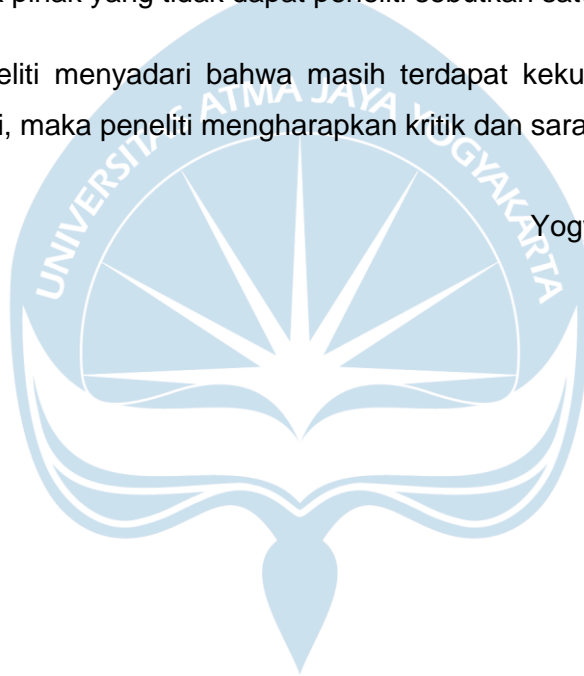 pihak yang tidak dapat peneliti sebutkan sat
eliti menyadari bahwa masih terdapat keku
i, maka peneliti mengharapkan kritik dan sara
UNIVERSITAS ATMA JAYA YOGYAKARTA
Yog